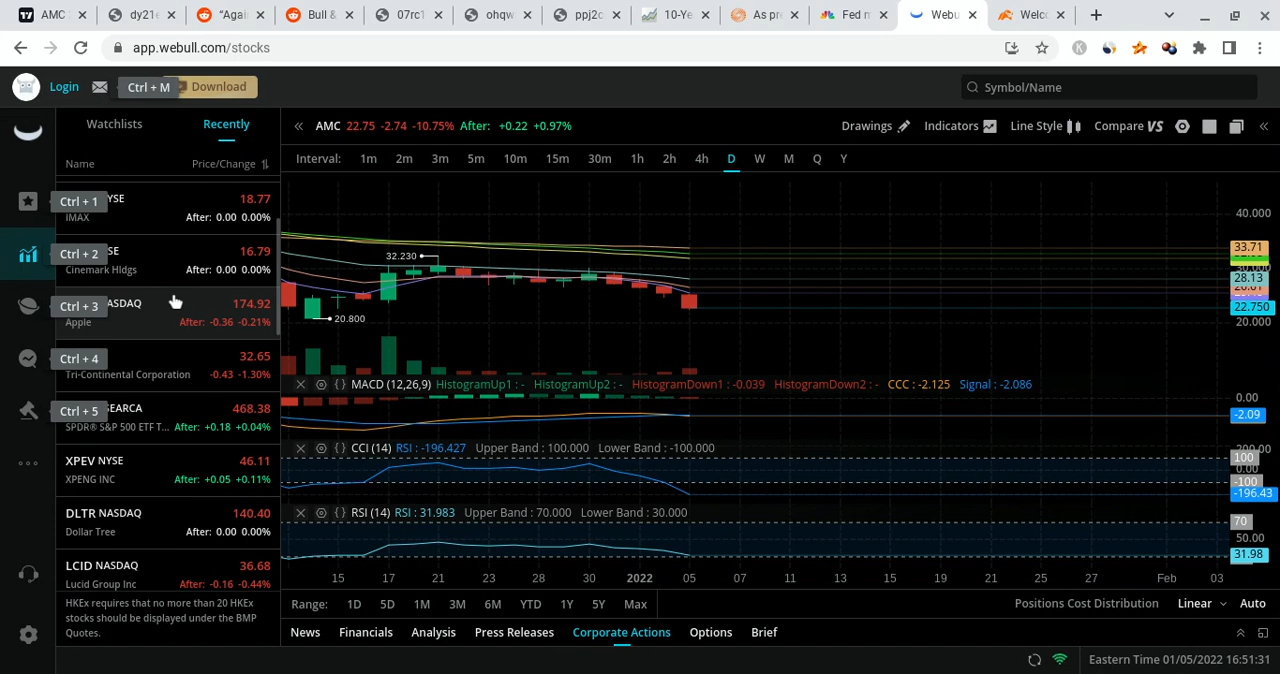 AMC
dy21e
"Agai
Bull &
07rc1
ohqw
ppj2c
10-Ye
As pr
Fed n
Webu
Welc
app.webull.com/stocks
K
Login
Ctrl + M
Download
Symbol/Name
Watchlists
Recently
AMC 22.75 -2.74 -10.75% After: +0.22 +0.97%
Drawings
Indicators
Line Style
Compare VS
Name
Price/Change
Interval: 1m 2m 3m 5m 10m 15m 30m 1h 2h 4h D W M Q Y
Ctrl + 1
YSE
18.77
IMAX
After: 0.00 0.00%
Ctrl + 2
SE
16.79
Cinemark Hldgs
After: 0.00 0.00%
Ctrl + 3
ASDAQ
174.92
Apple
After: -0.36 -0.21%
Ctrl + 4
32.65
Tri-Continental Corporation
-0.43 -1.30%
Ctrl + 5
SEARCA
468.38
SPDR® S&P 500 ETF T...
After: +0.18 +0.04%
XPEV NYSE
46.11
XPENG INC
After: +0.05 +0.11%
DLTR NASDAQ
140.40
Dollar Tree
After: 0.00 0.00%
LCID NASDAQ
36.68
Lucid Group Inc
After: -0.16 -0.44%
HKEx requires that no more than 20 HKEx
stocks should be displayed under the BMP
Quotes.
32.230
20.800
40.000
33.71
28.13
22.750
20.000
MACD (12,26,9) HistogramUp1 : - HistogramUp2 : - HistogramDown1 : -0.039 HistogramDown2 : - CCC : -2.125 Signal : -2.086
0.00
-2.09
CCI (14) RSI : -196.427 Upper Band : 100.000 Lower Band : -100.000
100
0.00
-100
-196.43
RSI (14) RSI : 31.983 Upper Band : 70.000 Lower Band : 30.000
70
50.00
31.98
15 17 21 23 28 30 2022 05 07 11 13 15 19 21 25 27 Feb 03
Range: 1D 5D 1M 3M 6M YTD 1Y 5Y Max
Positions Cost Distribution
Linear
Auto
News
Financials
Analysis
Press Releases
Corporate Actions
Options
Brief
Eastern Time 01/05/2022 16:51:31